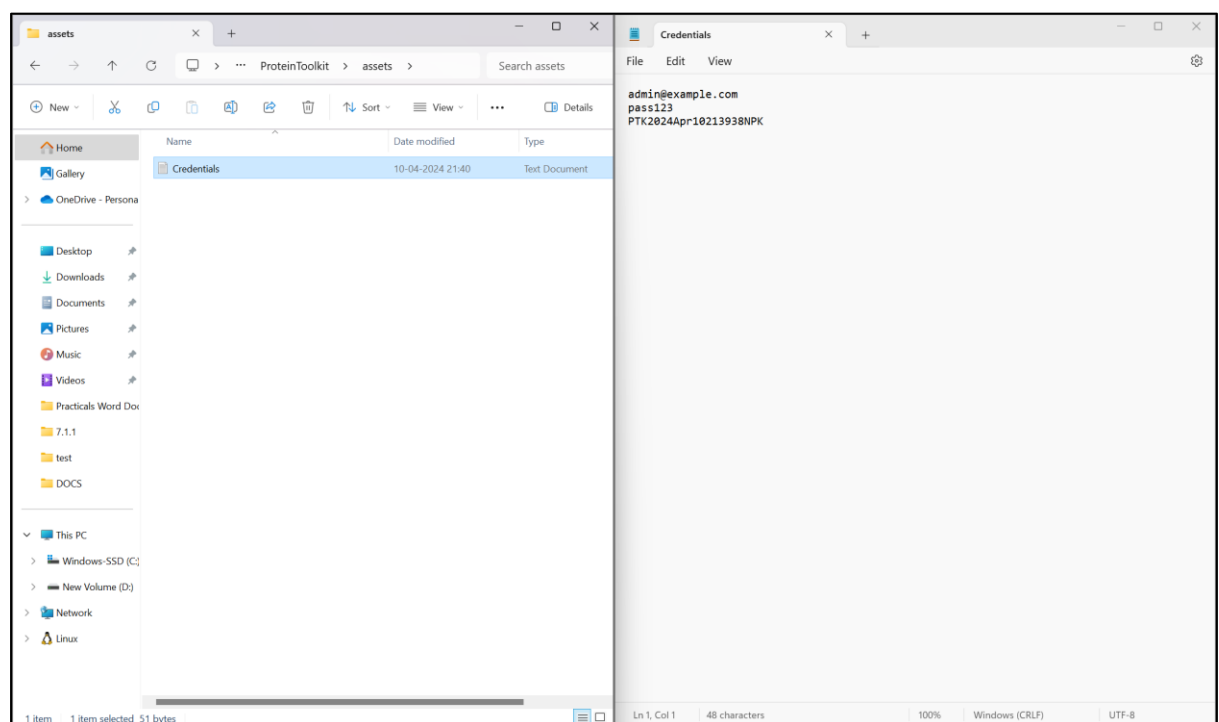 assets
ProteinToolkit > assets >
Search assets
New
Sort
View
Details
Home
Gallery
OneDrive - Persona
Desktop
Downloads
Documents
Pictures
Music
Videos
Practicals Word Doc
7.1.1
test
DOCS
This PC
Windows-SSD (C:)
New Volume (D:)
Network
Linux
Name Date modified Type
Credentials 10-04-2024 21:40 Text Document
1 item 1 item selected 51 bytes
Credentials
File Edit View
admin@example.com
pass123
PTK2024Apr10213938NPK
Ln 1, Col 1 48 characters 100% Windows (CRLF) UTF-8